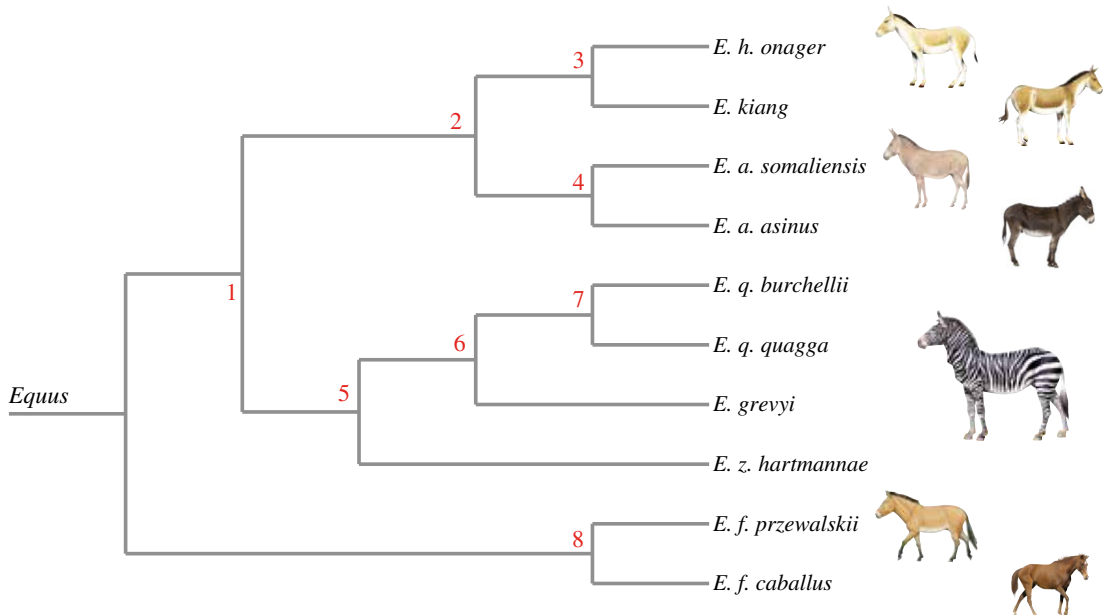 E. h. onager
3
E. kiang
2
E. a. somaliensis
4
E. a. asinus
1
E. q. burchellii
7
E. q. quagga
6
Equus
5
E. grevyi
E. z. hartmannae
E. f. przewalskii
8
E. f. caballus